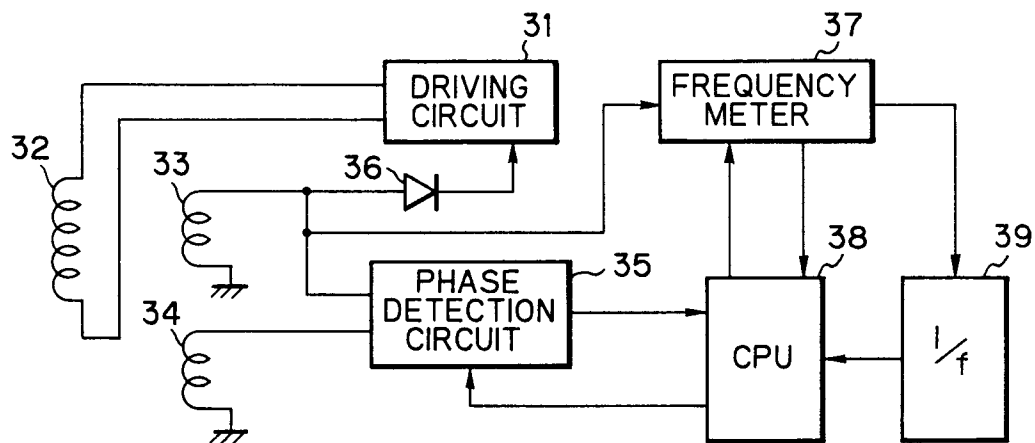 31
DRIVING
CIRCUIT
37
FREQUENCY
METER
32
33
36
34
PHASE
DETECTION
CIRCUIT
35
38
CPU
39
1/f